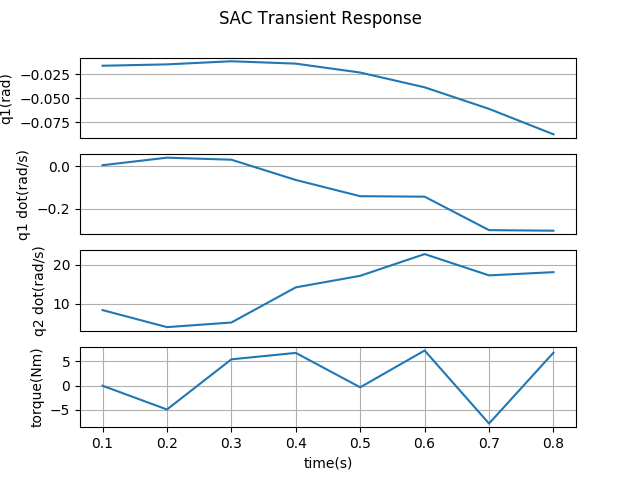 SAC Transient Response
q1(rad)
−0.025
−0.050
−0.075
q1 dot(rad/s)
0.0
−0.2
q2 dot(rad/s)
20
10
torque(Nm)
5
0
−5
0.1 0.2 0.3 0.4 0.5 0.6 0.7 0.8
time(s)